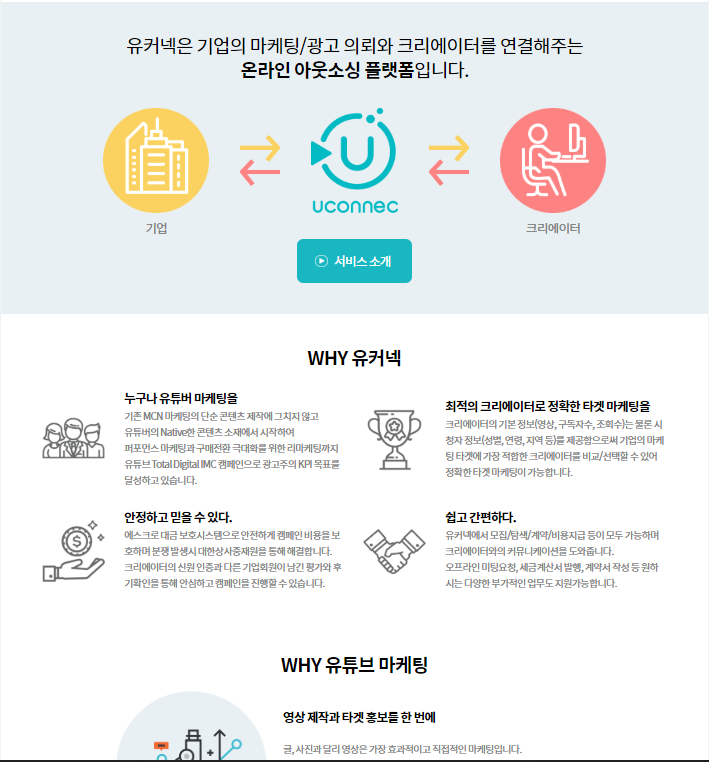 유커넥은 기업의 마케팅/광고 의뢰와 크리에이터를 연결해주는
온라인 아웃소싱 플랫폼입니다.
U
uconnec
기업
크리에이터
서비스 소개
WHY 유커넥
누구나 유튜버 마케팅을
기존 MCN 마케팅의 단순 콘텐츠 제작에 그치지 않고
유튜버의 Native한 콘텐츠 소재에서 시작하여
퍼포먼스 마케팅과 구매전환 극대화를 위한 리마케팅까지
유튜브 Total Digital IMC 캠페인으로 광고주의 KPI 목표를
달성하고 있습니다.
최적의 크리에이터로 정확한 타겟 마케팅을
크리에이터의 기본 정보(영상, 구독자수, 조회수)는 물론 시
청자 정보(성별, 연령, 지역 등)를 제공함으로써 기업의 마케
팅 타겟에 가장 적합한 크리에이터를 비교/선택할 수 있어
정확한 타겟 마케팅이 가능합니다.
안정하고 믿을 수 있다.
에스크로 대금 보호시스템으로 안전하게 캠페인 비용을 보
호하며 분쟁 발생시 대한상사중재원을 통해 해결합니다.
크리에이터의 신원 인증과 다른 기업회원이 남긴 평가와 후
기확인을 통해 안심하고 캠페인을 진행할 수 있습니다.
쉽고 간편하다.
유커넥에서 모집/탐색/계약/비용지급 등이 모두 가능하며
크리에이터와의 커뮤니케이션을 도와줍니다.
오프라인 미팅요청, 세금계산서 발행, 계약서 작성 등 원하
시는 다양한 부가적인 업무도 지원가능합니다.
WHY 유튜브 마케팅
영상 제작과 타겟 홍보를 한 번에
글, 사진과 달리 영상은 가장 효과적이고 직접적인 마케팅입니다.